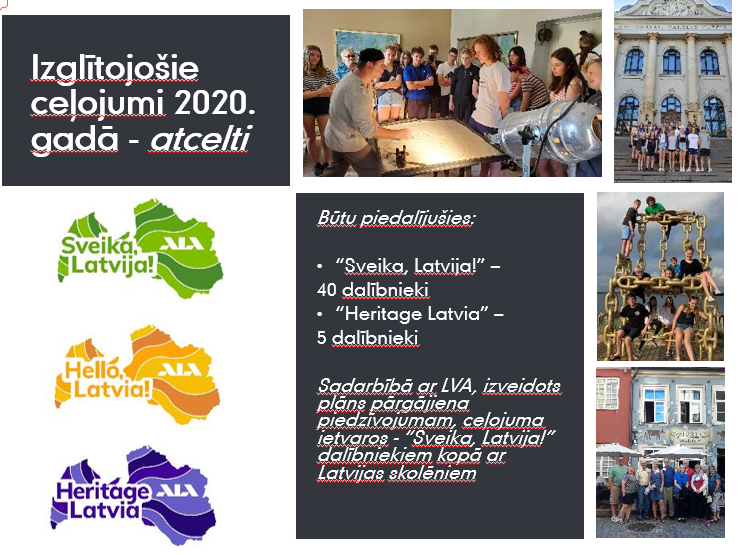 Izglītojošie
ceļojumi 2020.
gadā - atcelti
Sveika,
Latvija!
ALA
Hello,
Latvia!
ALA
Heritage
Latvia
ALA
Būtu piedalījušies:
• “Sveika, Latvija!” –
40 dalībnieki
• “Heritage Latvia” –
5 dalībnieki
Sadarbībā ar LVA, izveidots
plāns pārgājiena
piedzīvojumam, ceļojuma
ietvaros - “Sveika, Latvija!”
dalībniekiem kopā ar
Latvijas skolēniem